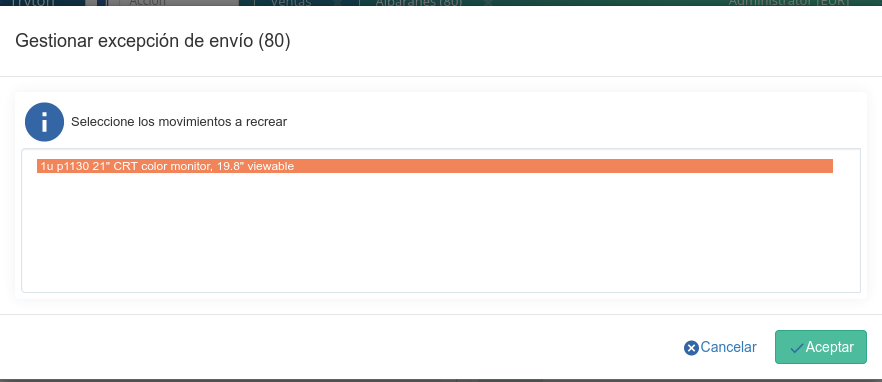 Tryton Acción Ventas Albaranes (80) Administrator (EUR)
Gestionar excepción de envío (80)
Seleccione los movimientos a recrear
1u p1130 21" CRT color monitor, 19.8" viewable
Cancelar
Aceptar